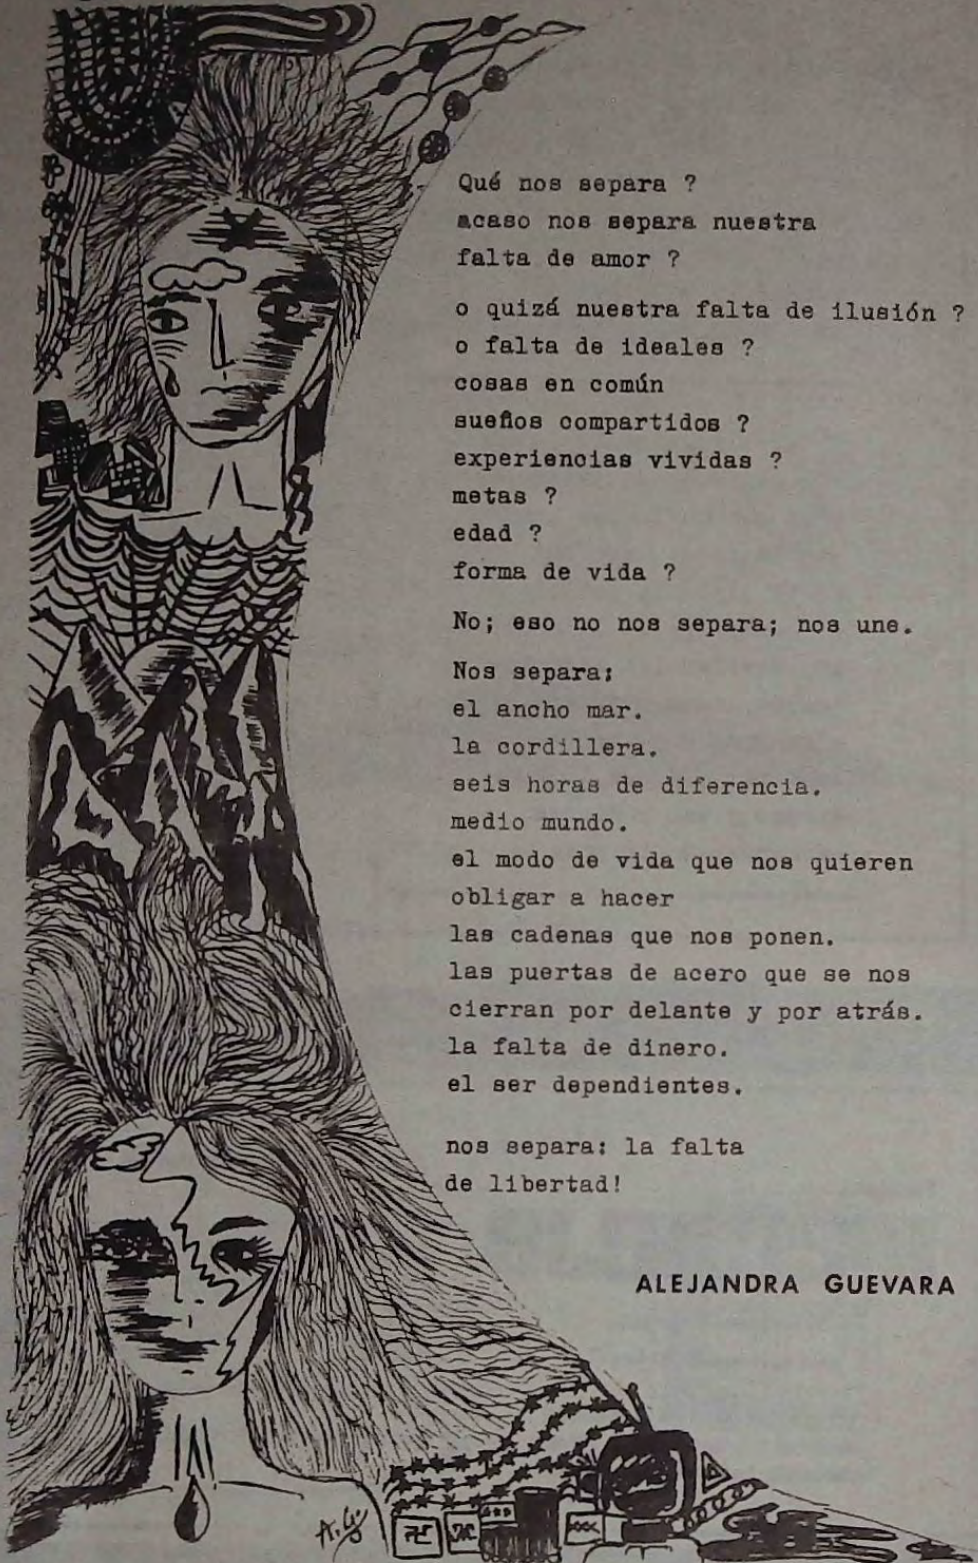 Qué nos separa ?
acaso nos separa nuestra
falta de amor ?
o quizá nuestra falta de ilusión ?
o falta de ideales ?
cosas en común
sueños compartidos ?
experiencias vividas ?
metas ?
edad ?
forma de vida ?
No; eso no nos separa; nos une.
Nos separa:
el ancho mar.
la cordillera.
seis horas de diferencia.
medio mundo.
el modo de vida que nos quieren
obligar a hacer
las cadenas que nos ponen.
las puertas de acero que se nos
cierran por delante y por atrás.
la falta de dinero.
el ser dependientes.
nos separa: la falta
de libertad!
ALEJANDRA GUEVARA